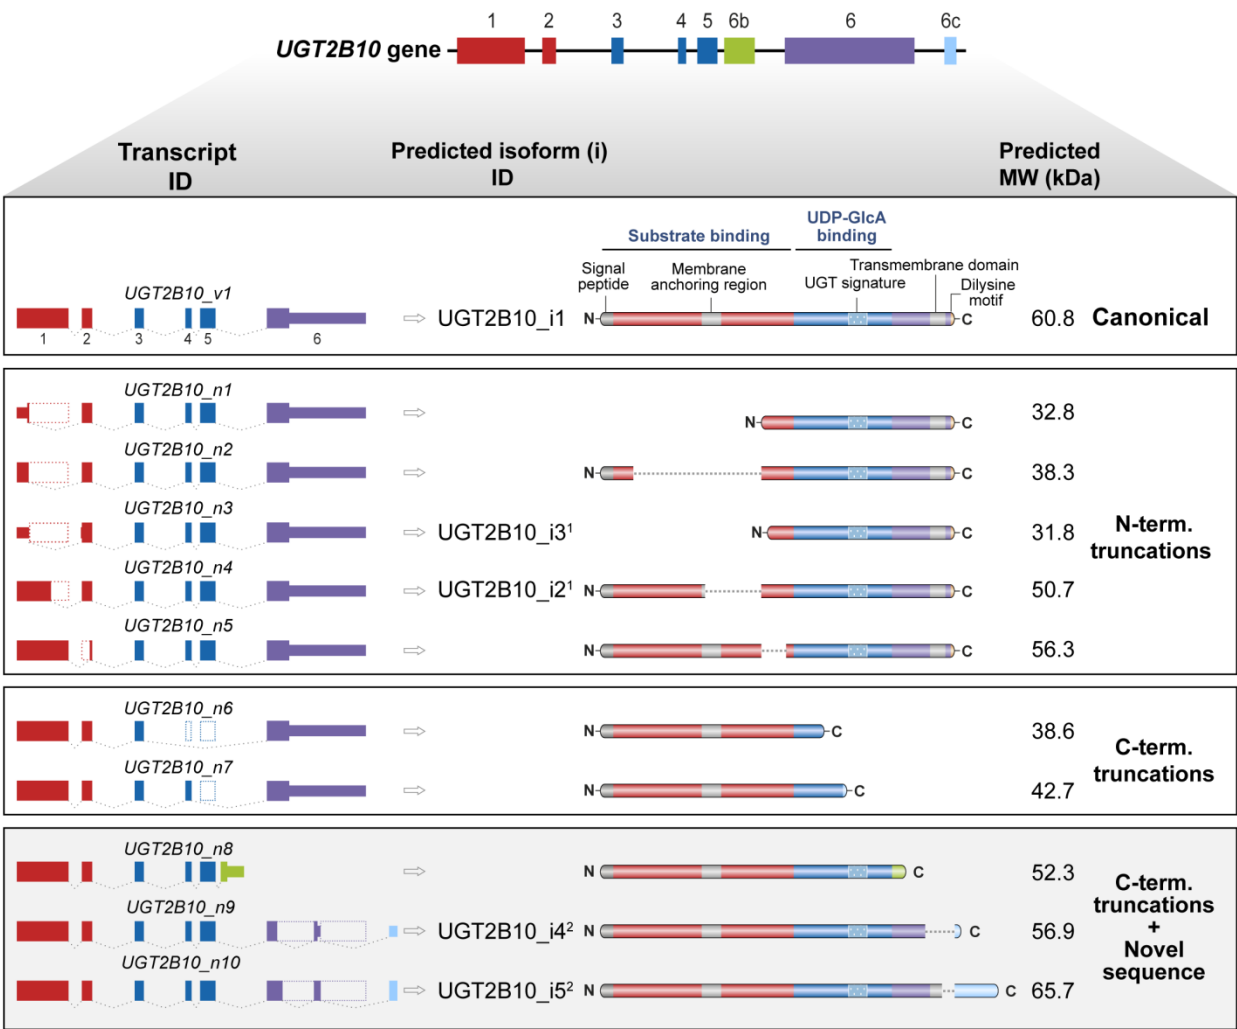 1 2 3 4 5 6b 6 6c
UGT2B10 gene
Transcript
ID
Predicted isoform (i)
ID
Predicted
MW (kDa)
Substrate binding
UDP-GlcA
binding
Signal
peptide
Membrane
anchoring region
UGT signature
Transmembrane domain
Dilysine
motif
UGT2B10_v1
1 2 3 4 5 6
UGT2B10_i1
N C
60.8
Canonical
UGT2B10_n1
N C
32.8
UGT2B10_n2
N C
38.3
UGT2B10_n3
UGT2B10_i3¹
N C
31.8
UGT2B10_n4
UGT2B10_i2¹
N C
50.7
UGT2B10_n5
N C
56.3
N-term.
truncations
UGT2B10_n6
N C
38.6
UGT2B10_n7
N C
42.7
C-term.
truncations
UGT2B10_n8
N C
52.3
UGT2B10_n9
UGT2B10_i4²
N C
56.9
UGT2B10_n10
UGT2B10_i5²
N C
65.7
C-term.
truncations
+
Novel
sequence